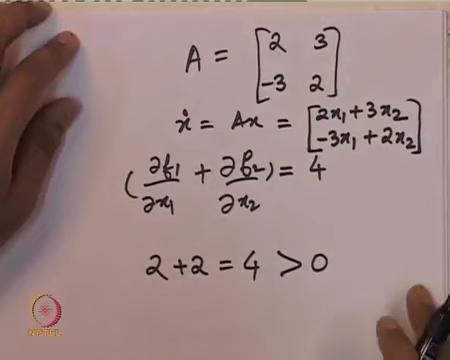 A = [2 3
-3 2]
ẋ = Ax = [2x₁ + 3x₂
-3x₁ + 2x₂]
(∂f₁/∂x₁ + ∂f₂/∂x₂) = 4
2 + 2 = 4 > 0
NPTEL